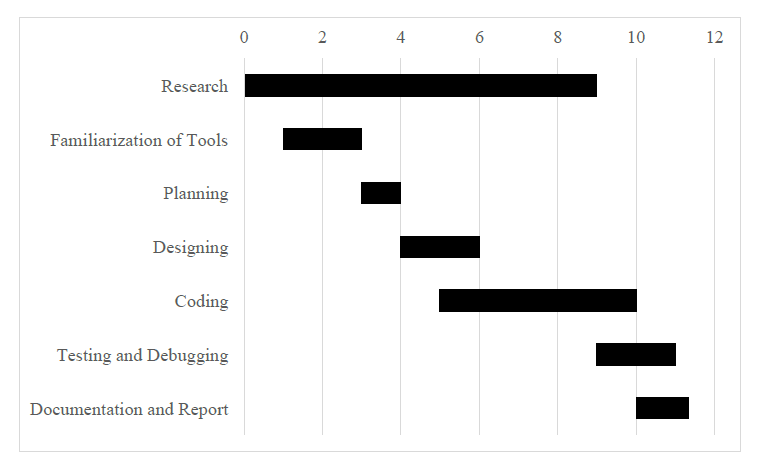 0 2 4 6 8 10 12
Research
Familiarization of Tools
Planning
Designing
Coding
Testing and Debugging
Documentation and Report